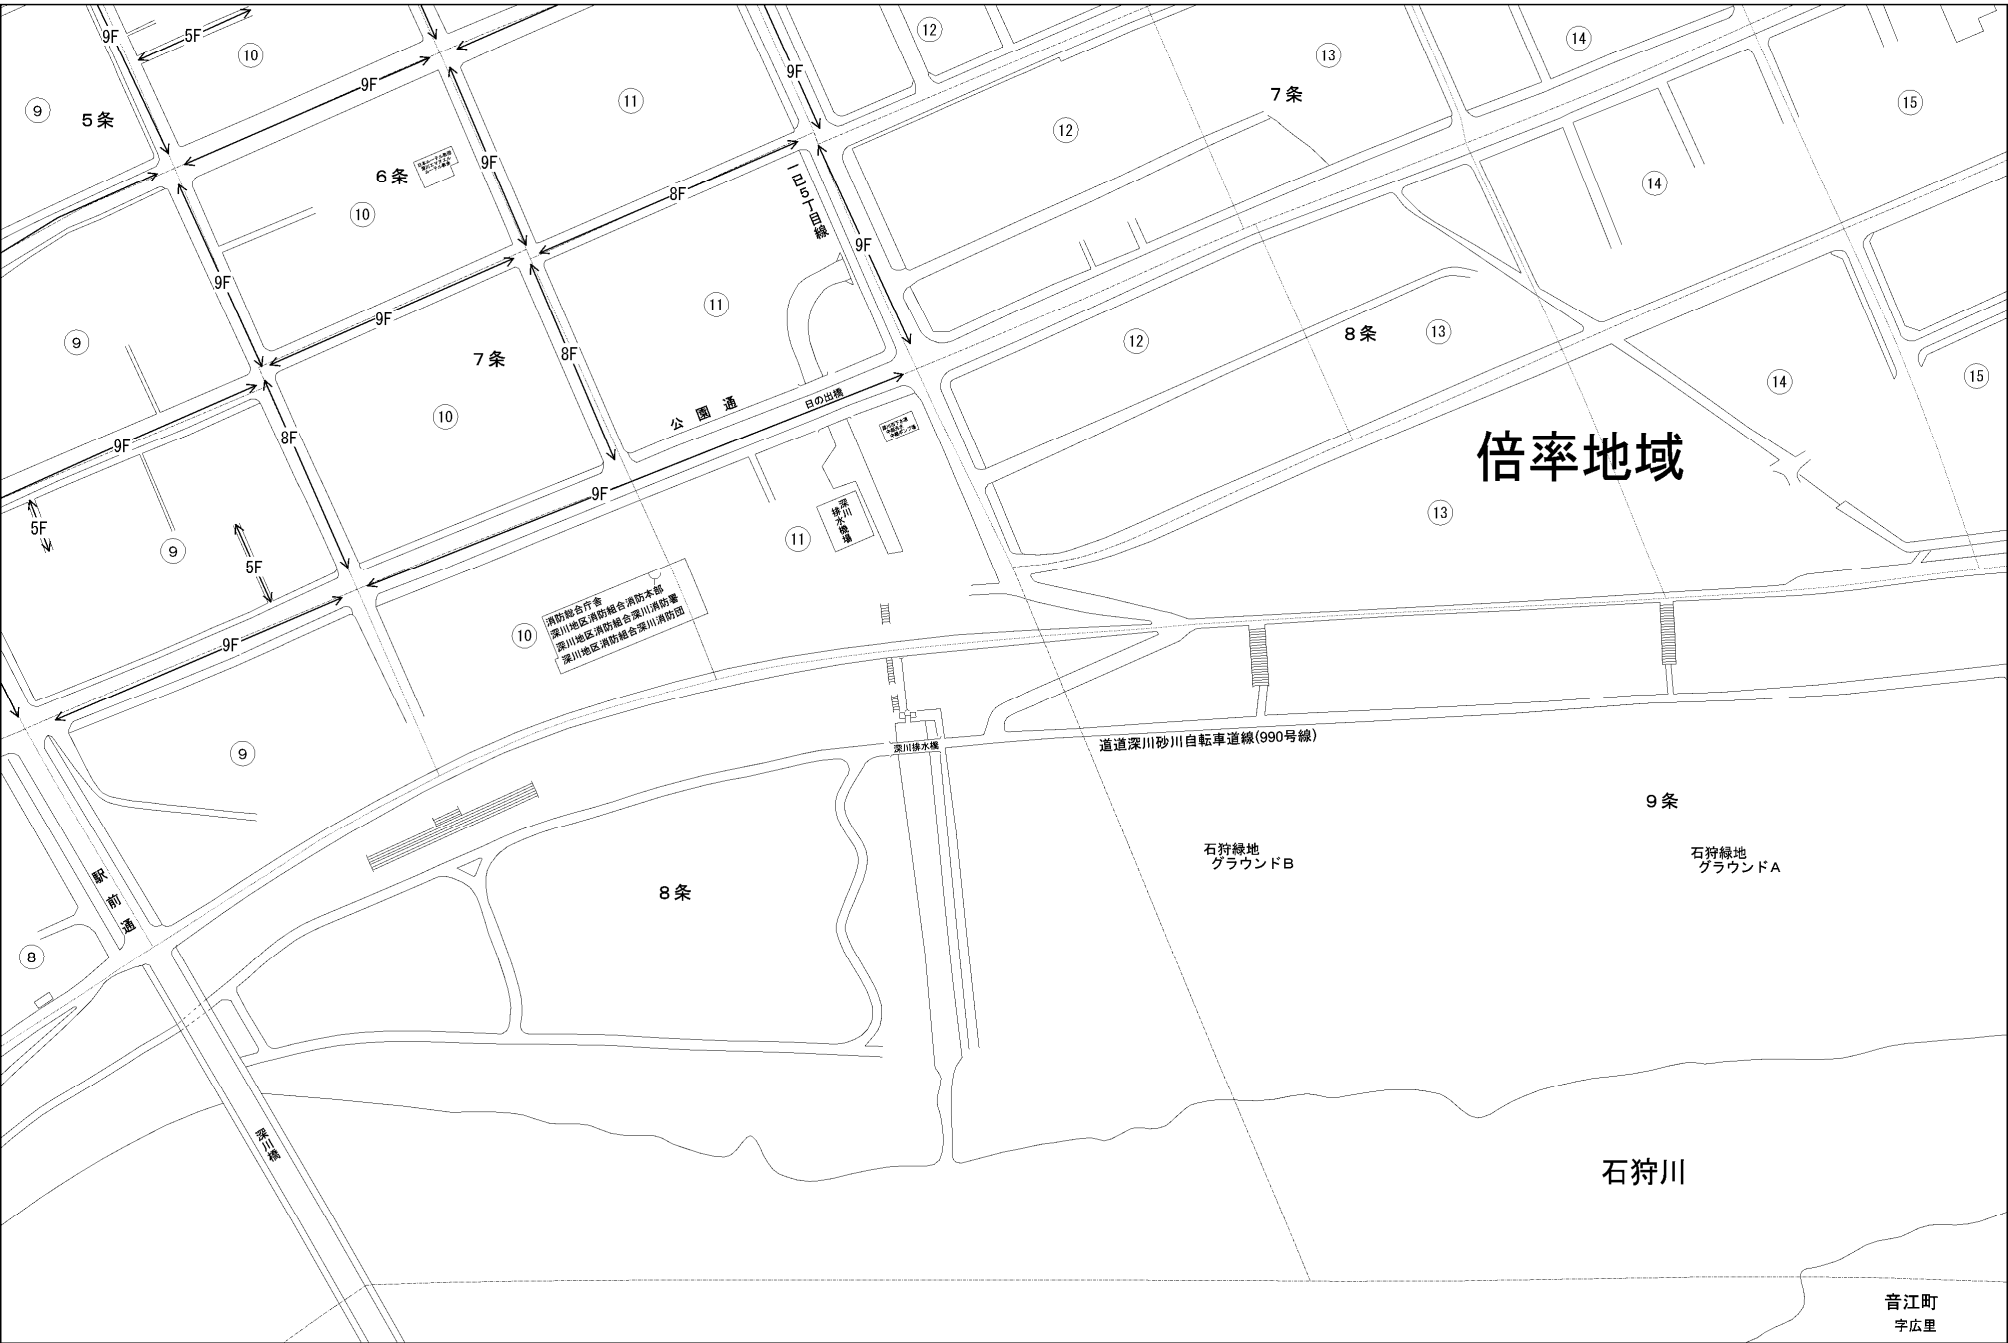 9F
5F
⑩
⑫
⑬
⑭
9F
9F
⑨
5条
⑪
⑫
7条
⑮
9F
6条
⑩
8F
一已5丁目線
⑭
9F
9F
9F
⑪
⑨
7条
8F
⑫
8条
⑬
⑭
⑮
⑩
公園通
日の出橋
9F
8F
倍率地域
5F
⑨
5F
9F
⑪
深川
排水機場
⑬
消防総合庁舎
深川地区消防組合消防本部
深川地区消防組合深川消防署
深川地区消防組合深川消防団
⑩
9F
⑨
深川排水橋
道道深川砂川自転車道線(990号線)
9条
石狩緑地
グラウンドB
石狩緑地
グラウンドA
8条
駅前通
⑧
深川橋
石狩川
音江町
字広里